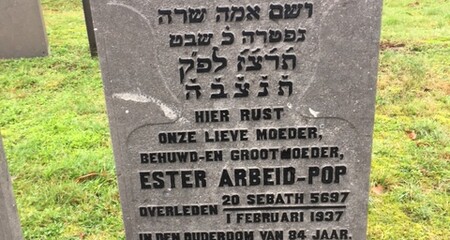 ושם אמה שרה
נפטרה כ׳ שבט
תרצ״ז לפ״ק
ת̇ נ̇ צ̇ ב̇ ה̇
HIER RUST
ONZE LIEVE MOEDER,
BEHUWD-EN GROOTMOEDER,
ESTER ARBEID-POP
OVERLEDEN 20 SEBATH 5697
1 FEBRUARI 1937
IN DEN OUDERDOM VAN 84 JAAR.